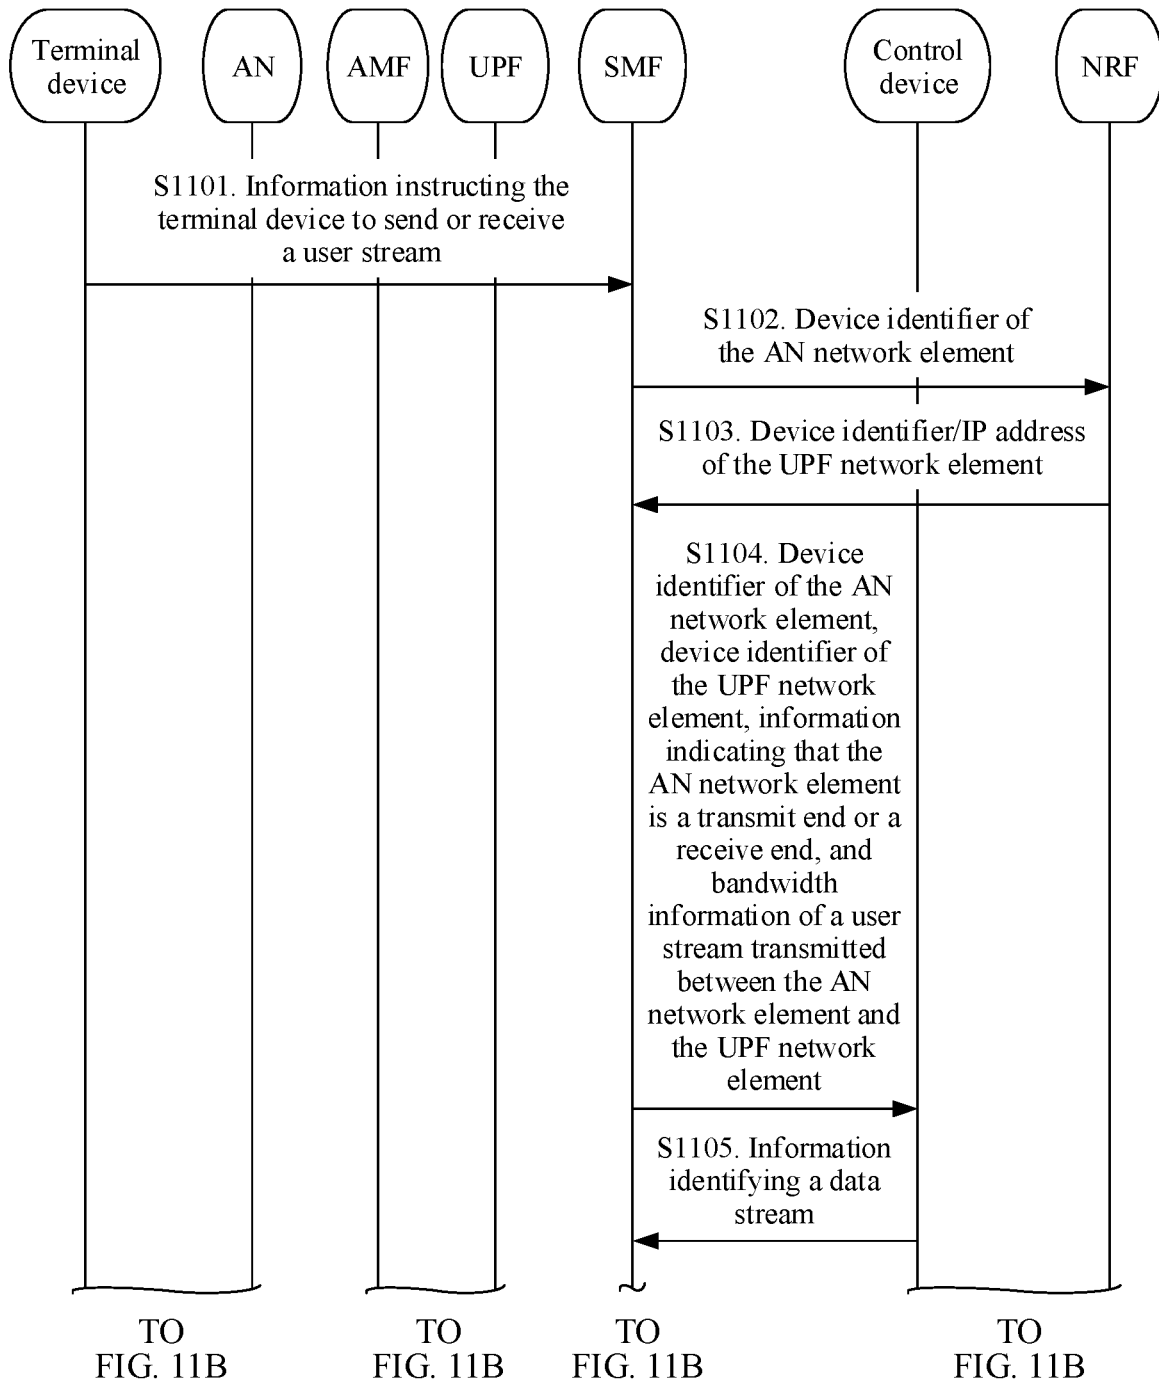 Terminal
device
AN
AMF
UPF
SMF
Control
device
NRF
S1101. Information instructing the
terminal device to send or receive
a user stream
S1102. Device identifier of
the AN network element
S1103. Device identifier/IP address
of the UPF network element
S1104. Device
identifier of the AN
network element,
device identifier of
the UPF network
element, information
indicating that the
AN network element
is a transmit end or a
receive end, and
bandwidth
information of a user
stream transmitted
between the AN
network element and
the UPF network
element
S1105. Information
identifying a data
stream
TO
FIG. 11B
TO
FIG. 11B
TO
FIG. 11B
TO
FIG. 11B